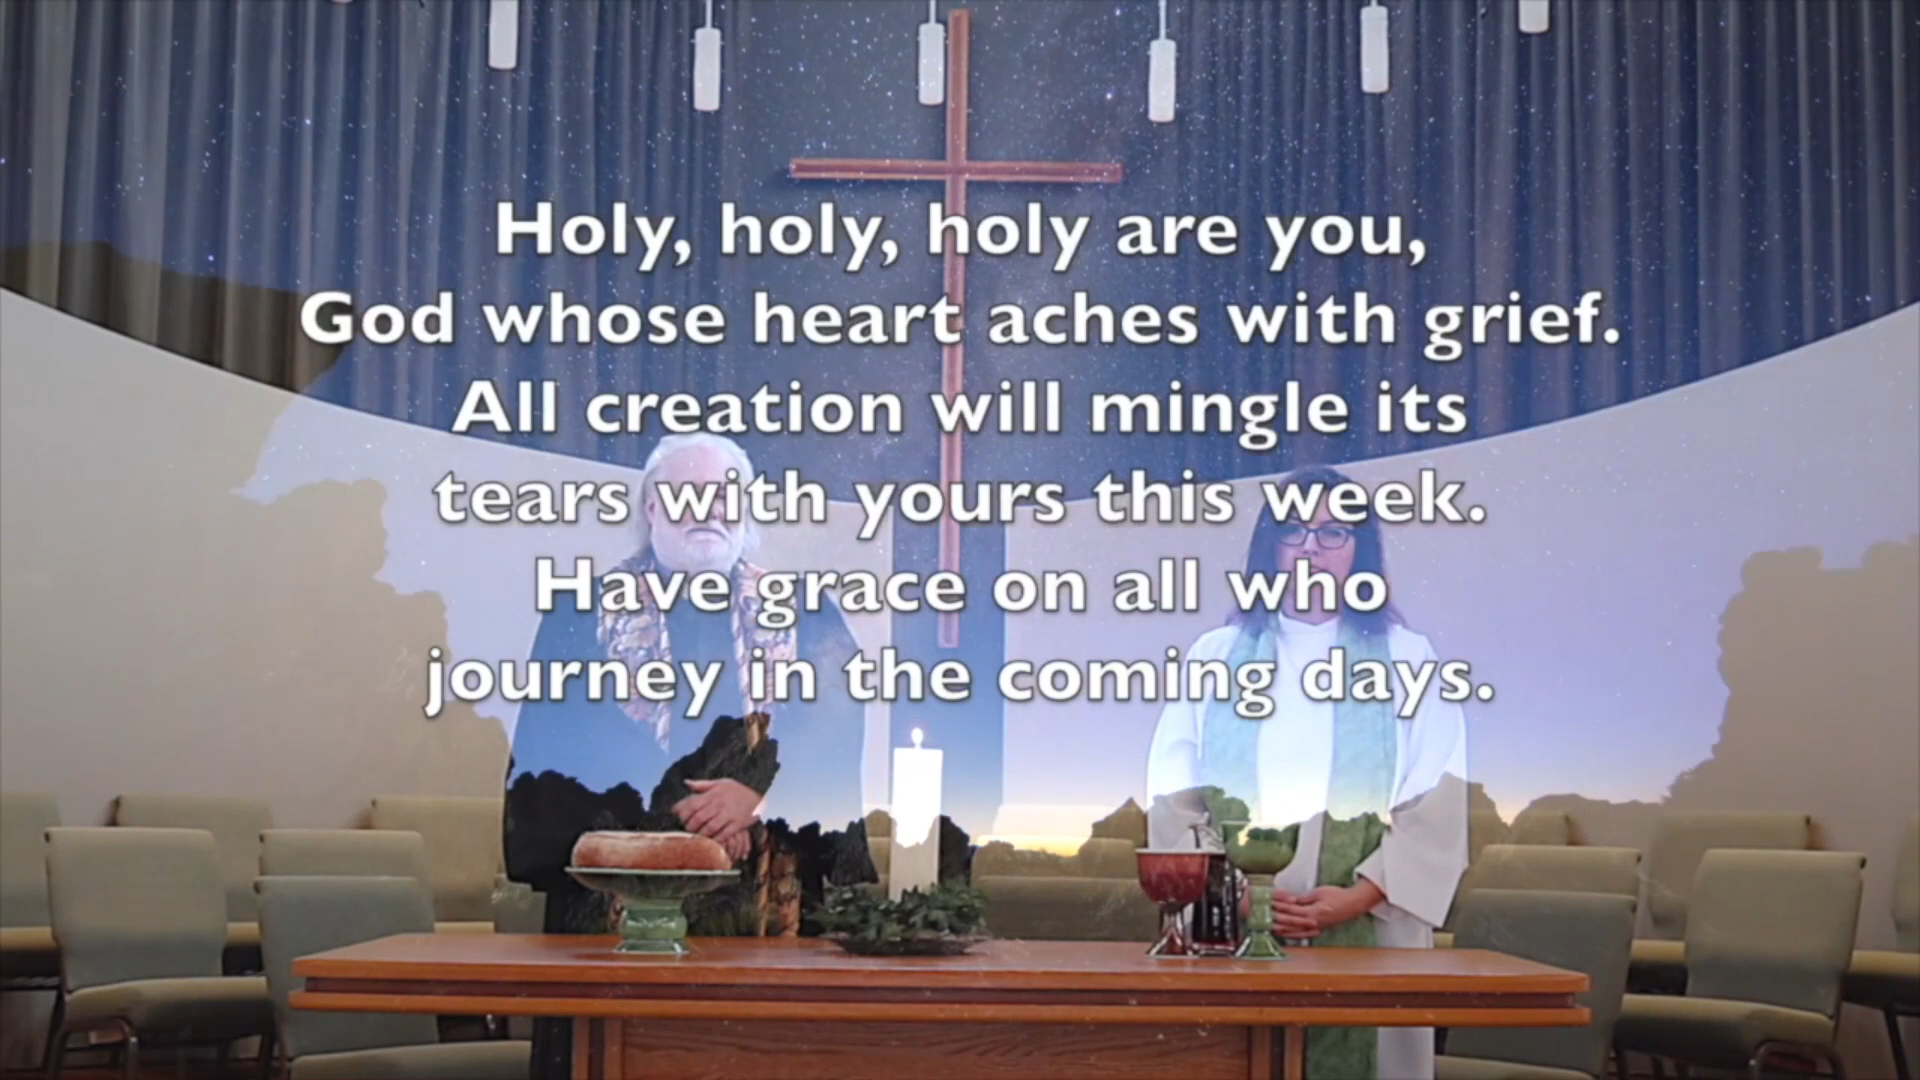 Holy, holy, holy are you,
God whose heart aches with grief.
All creation will mingle its
tears with yours this week.
Have grace on all who
journey in the coming days.